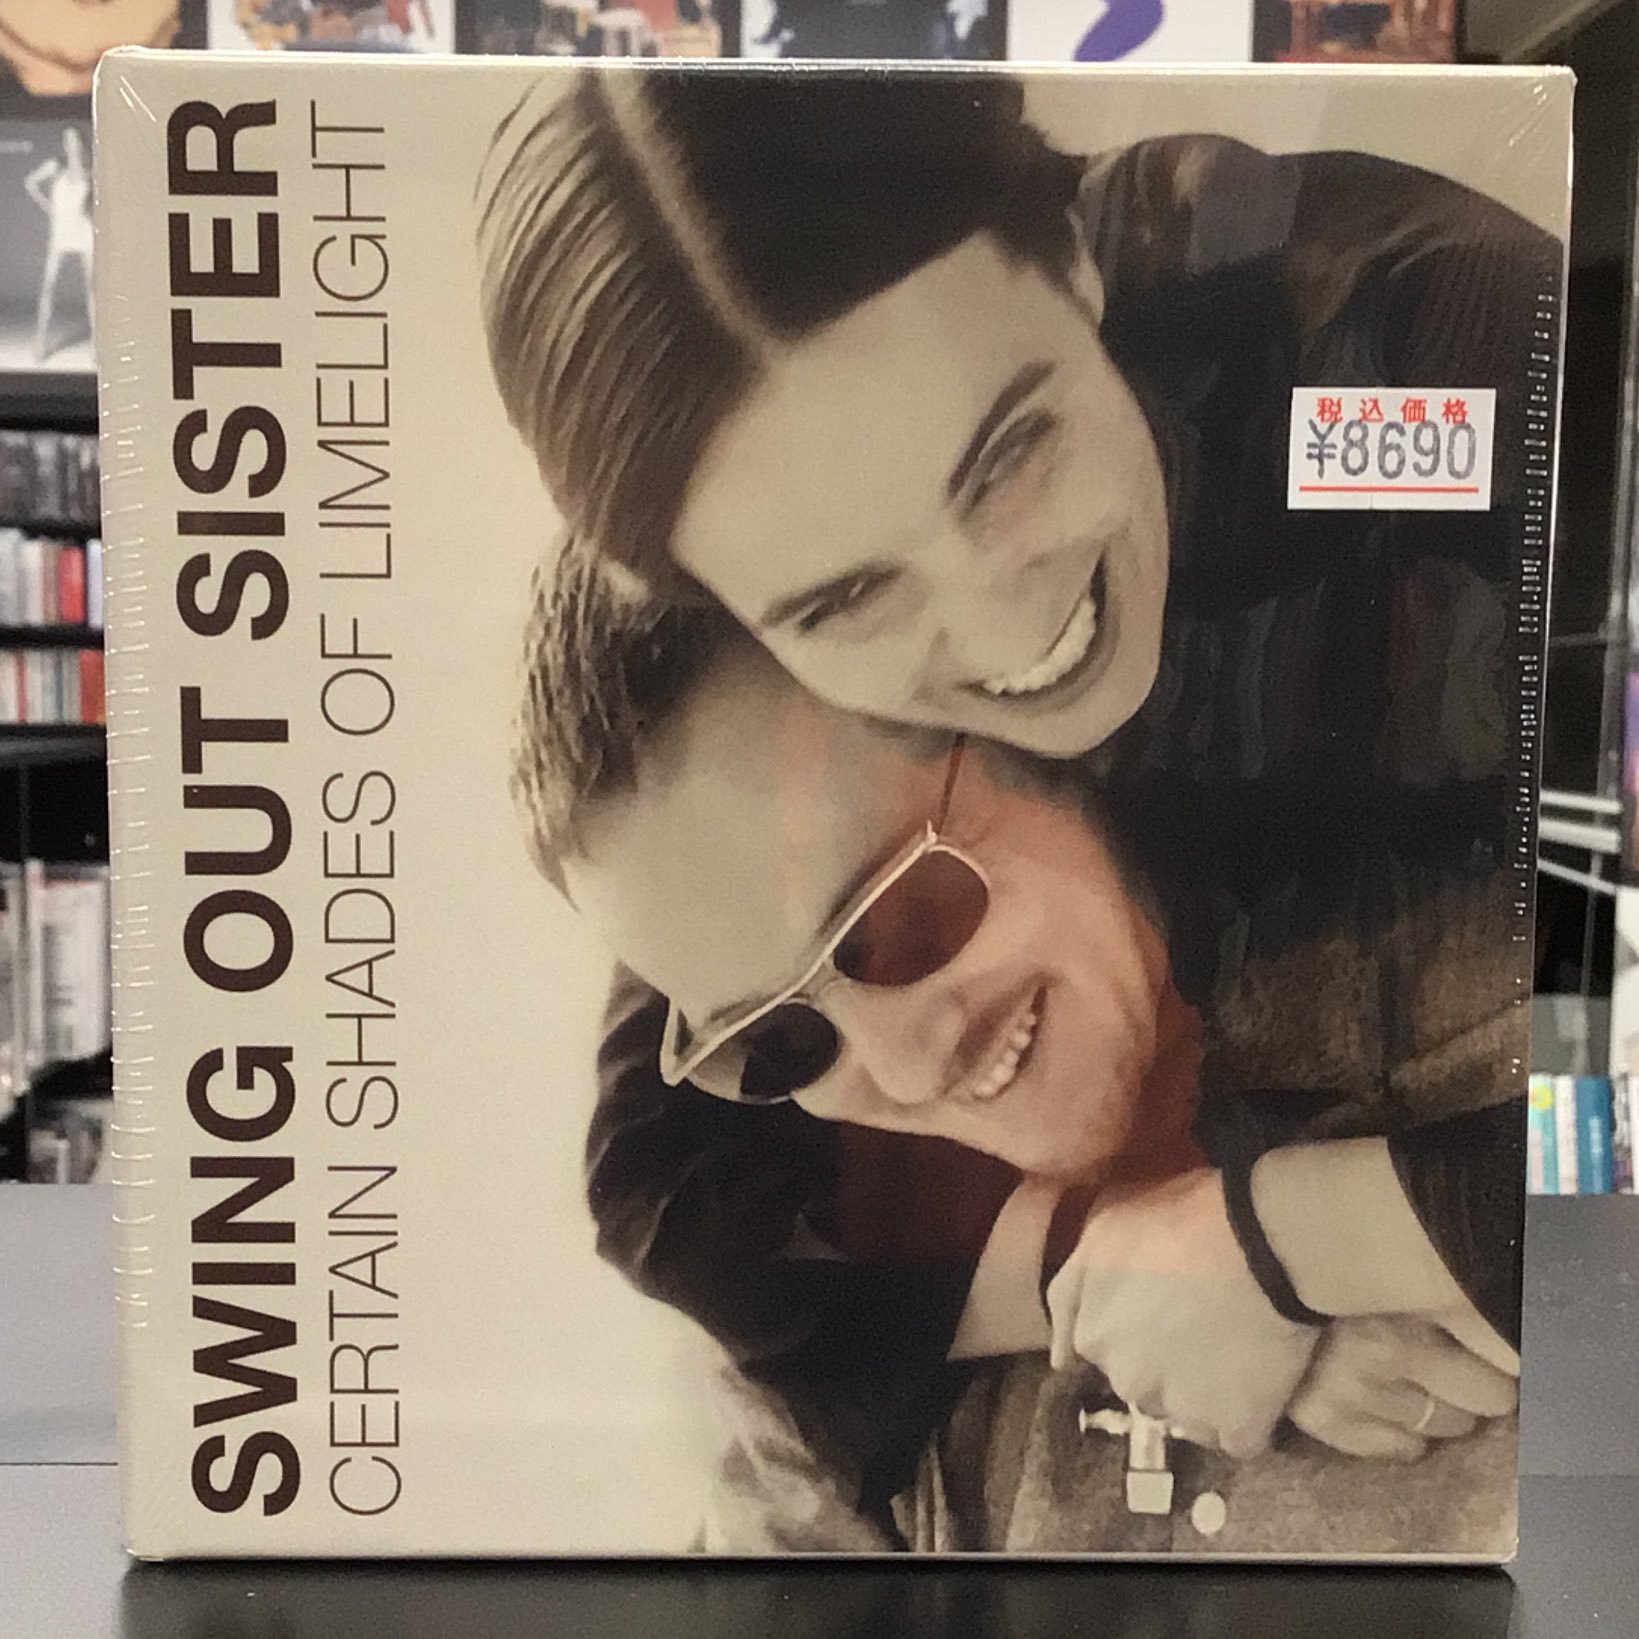 SWING OUT SISTER
CERTAIN SHADES OF LIMELIGHT
税込価格
¥8690